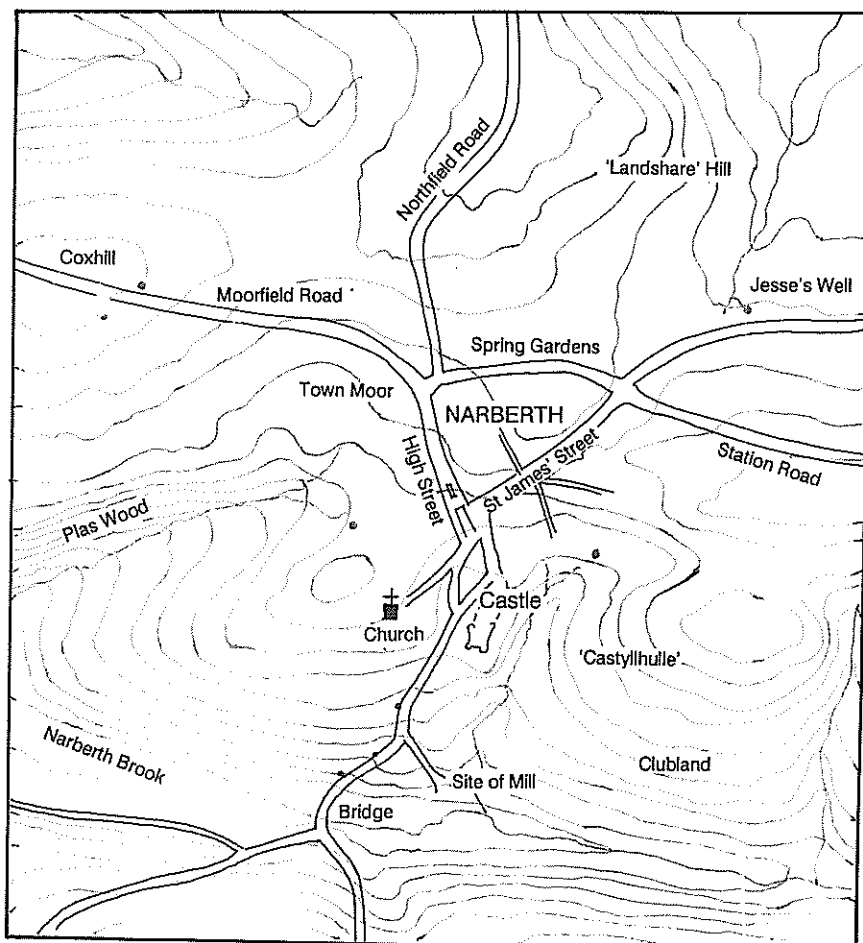 Northfield Road
'Landshare' Hill
Coxhill
Jesse's Well
Moorfield Road
Spring Gardens
Town Moor
NARBERTH
High Street
St James' Street
Station Road
Plas Wood
Castle
Church
'Castyllhulle'
Narberth Brook
Clubland
Site of Mill
Bridge